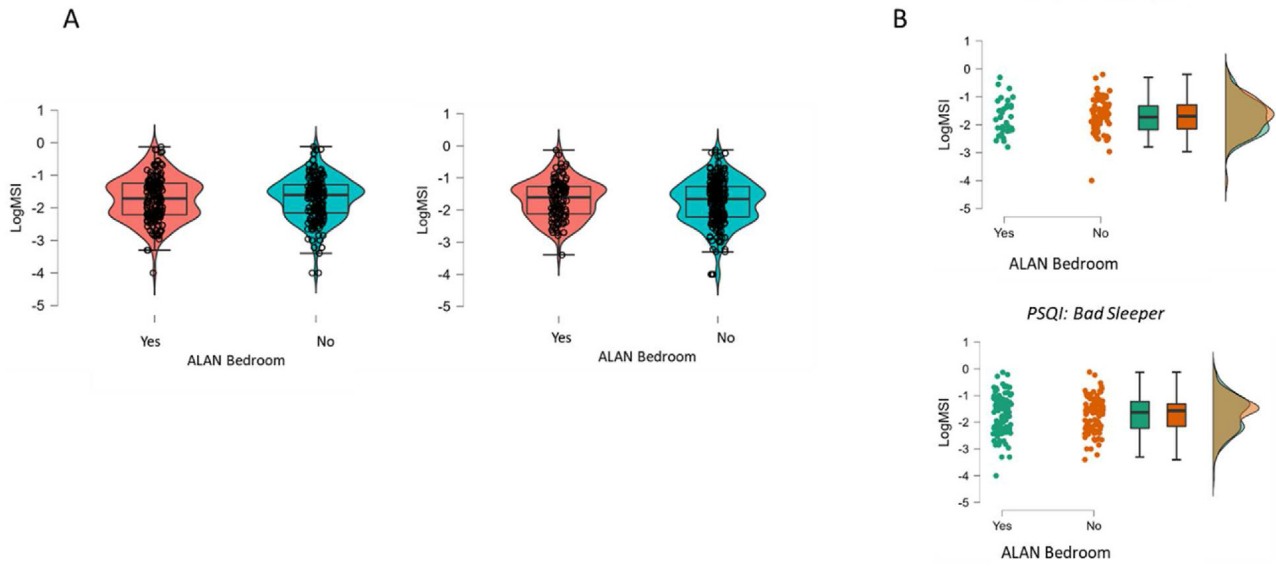 A
1
0
-1
-2
-3
-4
-5
LogMSI
Yes
No
ALAN Bedroom
1
0
-1
-2
-3
-4
-5
LogMSI
Yes
No
ALAN Bedroom
B
1
0
-1
-2
-3
-4
-5
LogMSI
Yes
No
ALAN Bedroom
PSQI: Bad Sleeper
1
0
-1
-2
-3
-4
-5
LogMSI
Yes
No
ALAN Bedroom